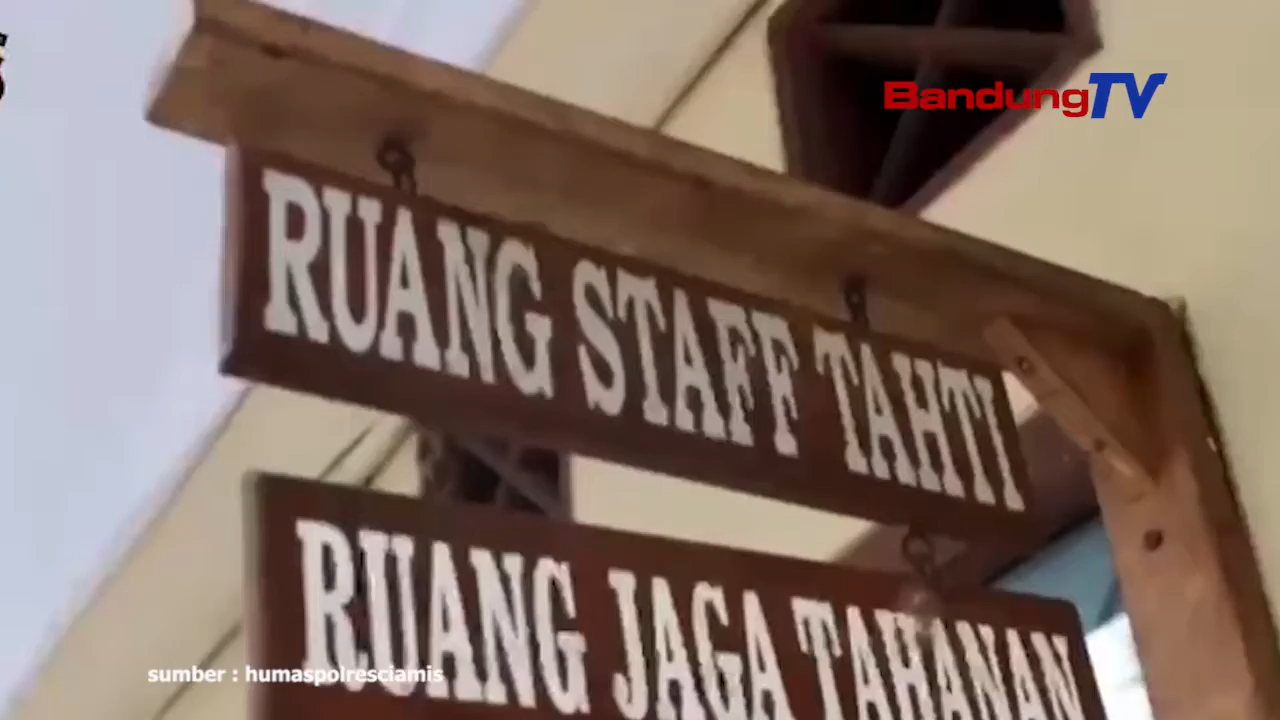 BandungTV
RUANG STAFF TAHTI
RUANG JAGA TAHANAN
sumber : humaspolresciamis